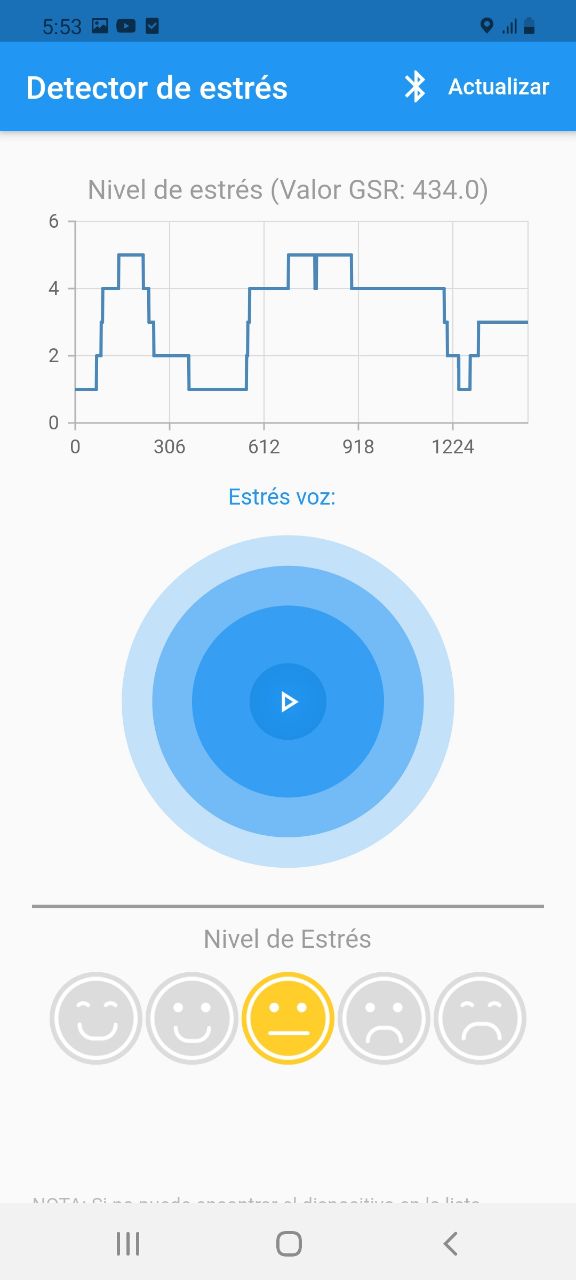 5:53
Detector de estrés
Actualizar
Nivel de estrés (Valor GSR: 434.0)
6
4
2
0
0 306 612 918 1224
Estrés voz:
Nivel de Estrés
NOTA: Si no puede encontrar el dispositivo en la lista